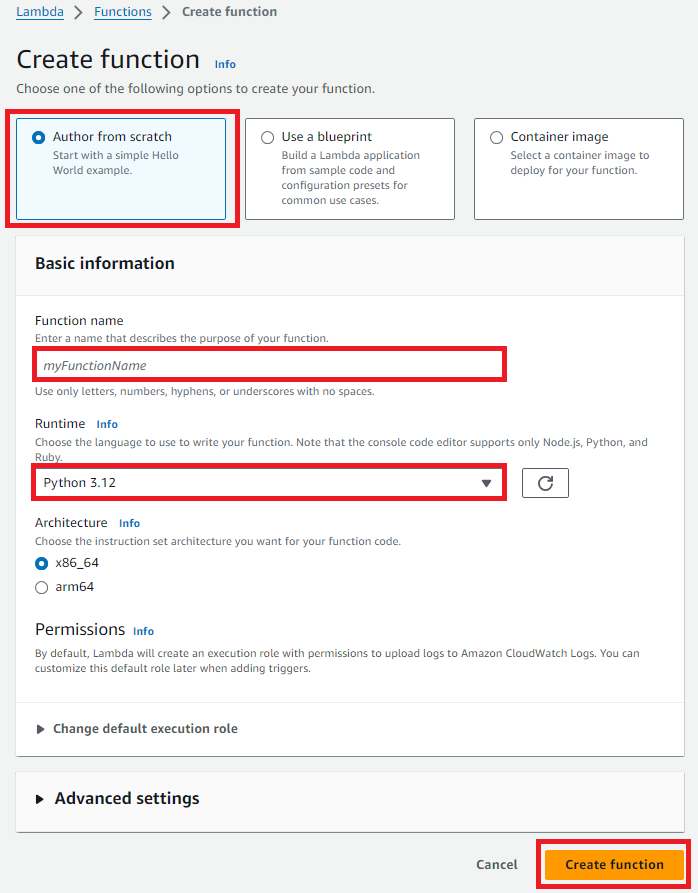 Lambda > Functions > Create function
Create function Info
Choose one of the following options to create your function.
Author from scratch
Start with a simple Hello
World example.
Use a blueprint
Build a Lambda application
from sample code and
configuration presets for
common use cases.
Container image
Select a container image to
deploy for your function.
Basic information
Function name
Enter a name that describes the purpose of your function.
myFunctionName
Use only letters, numbers, hyphens, or underscores with no spaces.
Runtime Info
Choose the language to use to write your function. Note that the console code editor supports only Node.js, Python, and
Ruby.
Python 3.12
Architecture Info
Choose the instruction set architecture you want for your function code.
x86_64
arm64
Permissions Info
By default, Lambda will create an execution role with permissions to upload logs to Amazon CloudWatch Logs. You can
customize this default role later when adding triggers.
Change default execution role
Advanced settings
Cancel Create function